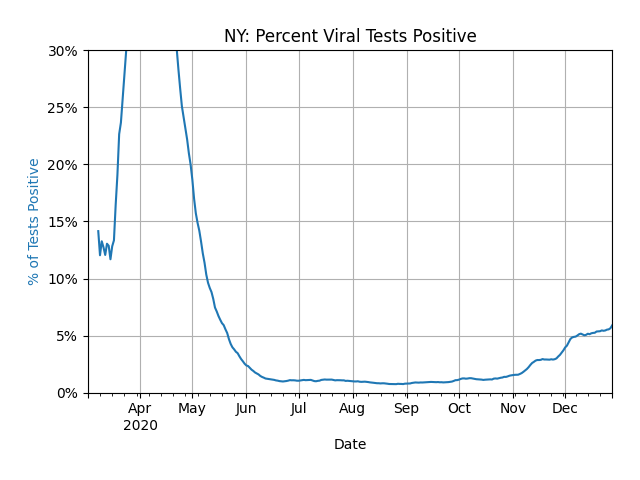 NY: Percent Viral Tests Positive
% of Tests Positive
30%
25%
20%
15%
10%
5%
0%
Apr May Jun Jul Aug Sep Oct Nov Dec
2020
Date